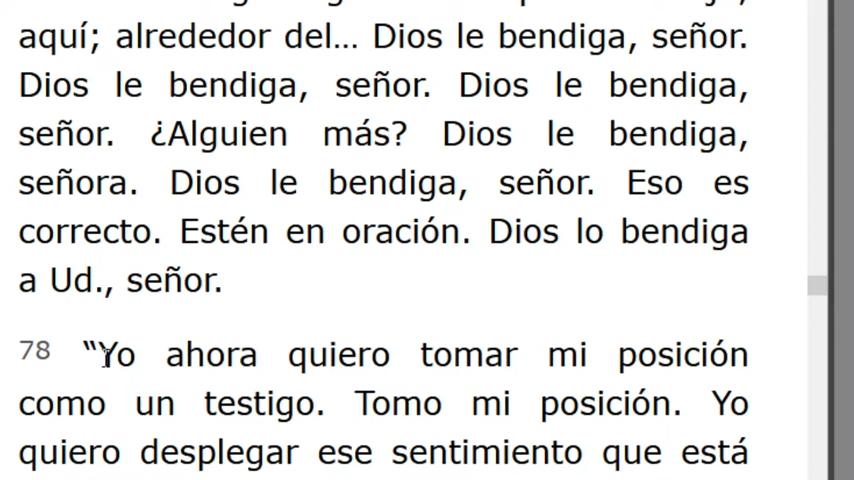 aquí; alrededor del... Dios le bendiga, señor.
Dios le bendiga, señor. Dios le bendiga,
señor. ¿Alguien más? Dios le bendiga,
señora. Dios le bendiga, señor. Eso es
correcto. Estén en oración. Dios lo bendiga
a Ud., señor.
78 “Yo ahora quiero tomar mi posición
como un testigo. Tomo mi posición. Yo
quiero desplegar ese sentimiento que está